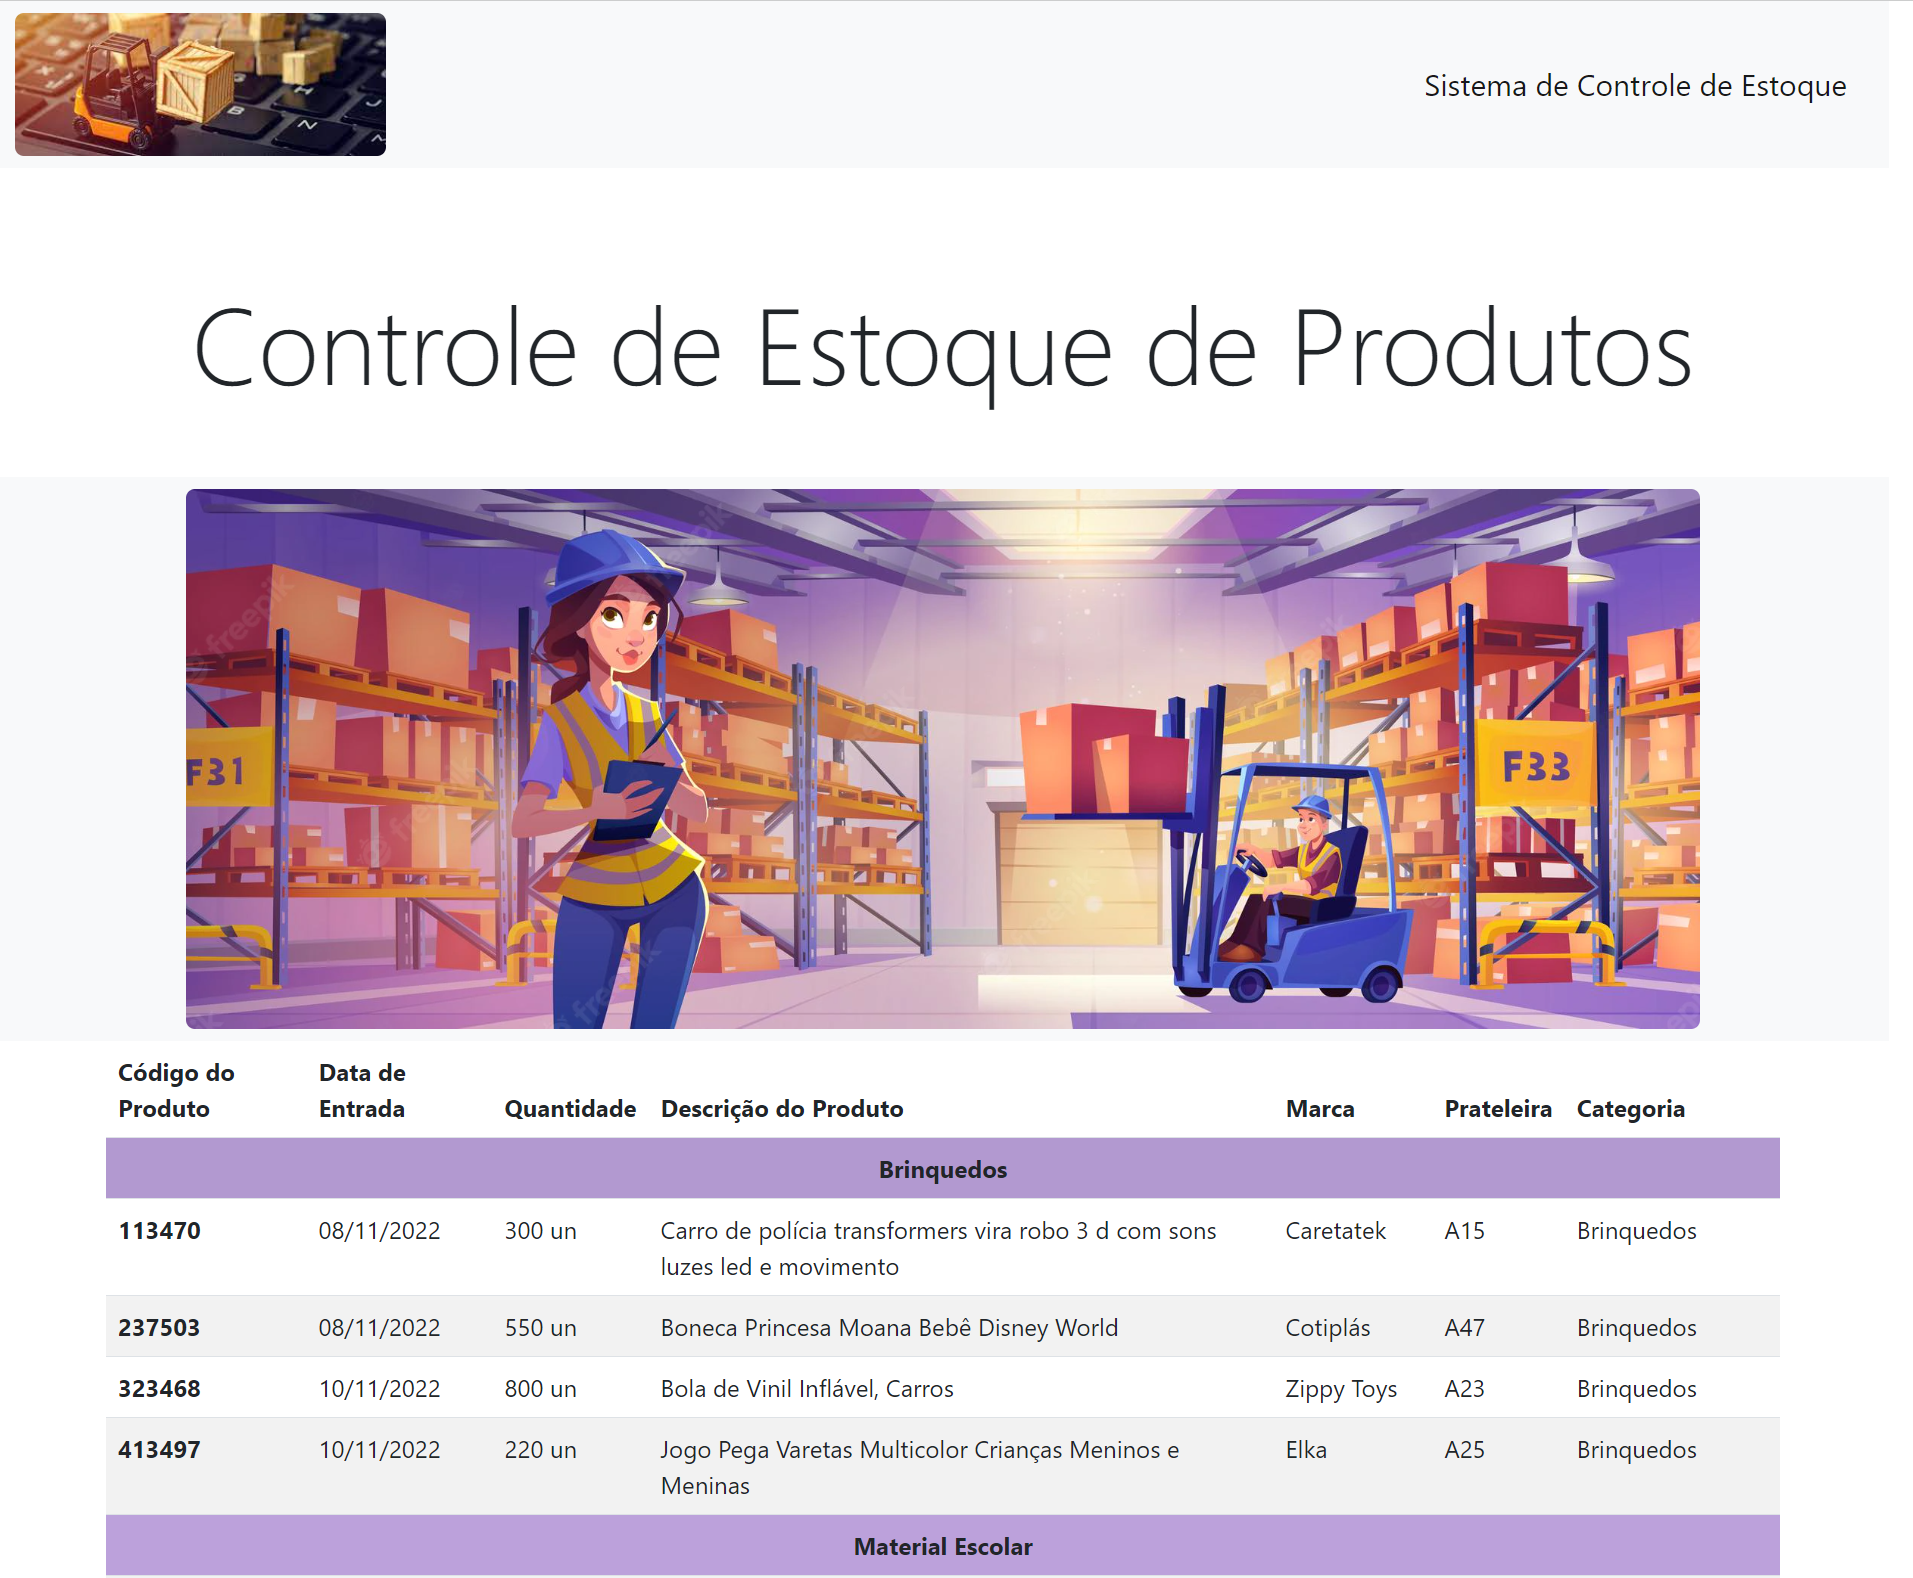 Sistema de Controle de Estoque
Controle de Estoque de Produtos
F31
F33
freepik
Código do Produto Data de Entrada Quantidade Descrição do Produto Marca Prateleira Categoria
Brinquedos
113470 08/11/2022 300 un Carro de polícia transformers vira robo 3 d com sons Caretatek A15 Brinquedos
luzes led e movimento
237503 08/11/2022 550 un Boneca Princesa Moana Bebê Disney World Cotiplás A47 Brinquedos
323468 10/11/2022 800 un Bola de Vinil Inflável, Carros Zippy Toys A23 Brinquedos
413497 10/11/2022 220 un Jogo Pega Varetas Multicolor Crianças Meninos e Elka A25 Brinquedos
Meninas
Material Escolar